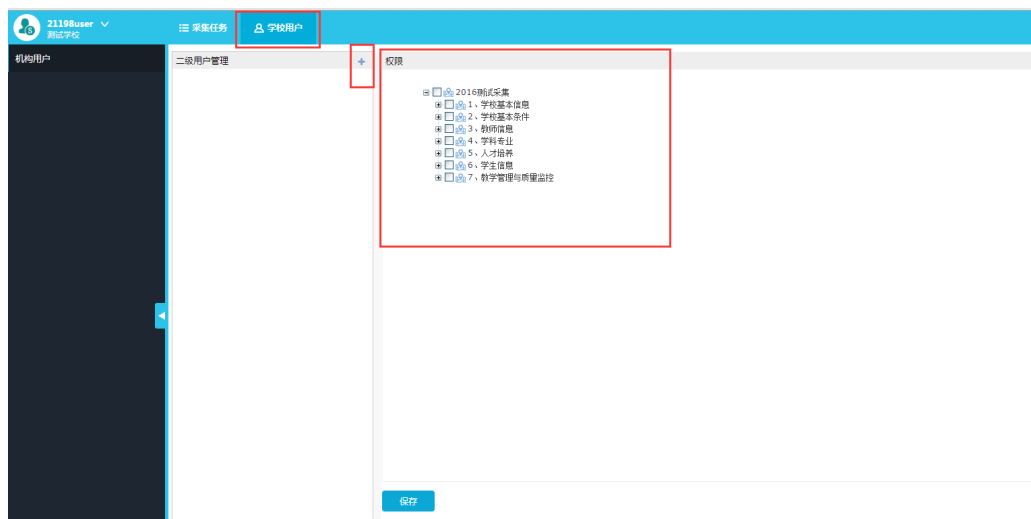 21198user
测试学校
采集任务
学校用户
机构用户
二级用户管理
权限
2016测试采集
1、学校基本信息
2、学校基本条件
3、教师信息
4、学科专业
5、人才培养
6、学生信息
7、教学管理与质量监控
保存